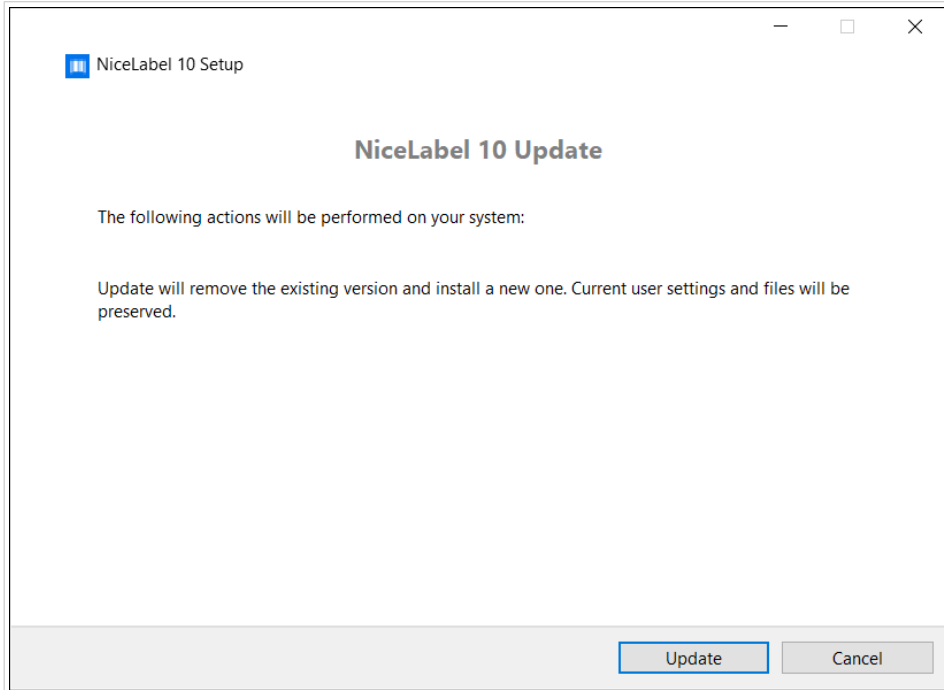 NiceLabel 10 Setup
NiceLabel 10 Update
The following actions will be performed on your system:
Update will remove the existing version and install a new one. Current user settings and files will be
preserved.
Update
Cancel